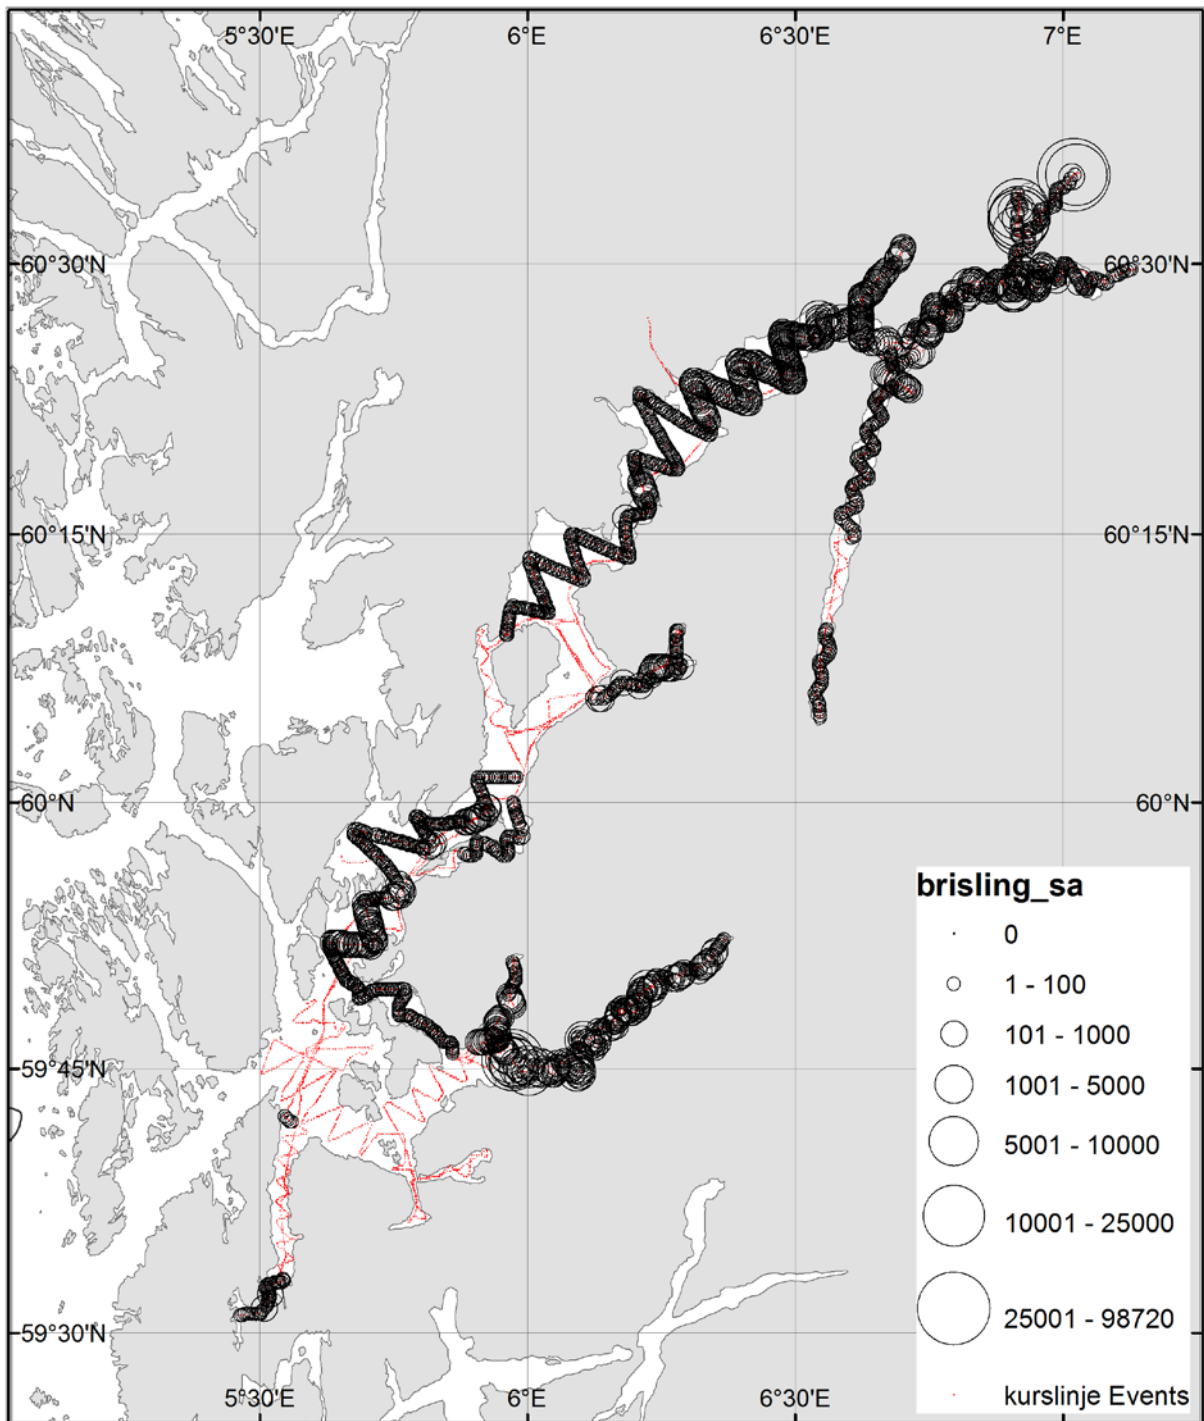 5°30'E 6°E 6°30'E 7°E
60°30'N 60°30'N
60°15'N 60°15'N
60°N 60°N
59°45'N
59°30'N
brisling_sa
0
1 - 100
101 - 1000
1001 - 5000
5001 - 10000
10001 - 25000
25001 - 98720
kurslinje Events
5°30'E 6°E 6°30'E